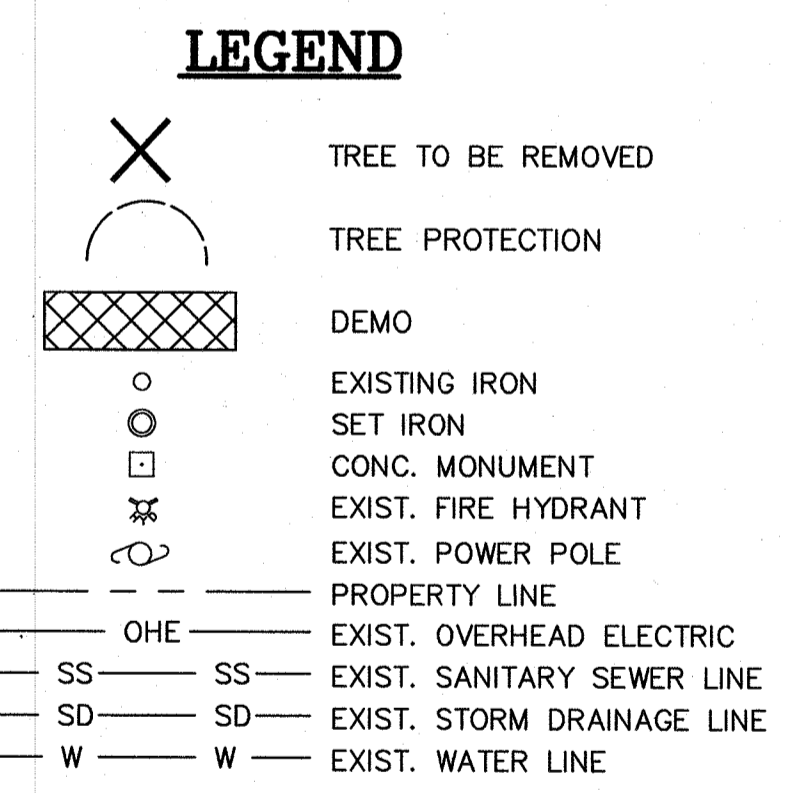 LEGEND
TREE TO BE REMOVED
TREE PROTECTION
DEMO
EXISTING IRON
SET IRON
CONC. MONUMENT
EXIST. FIRE HYDRANT
EXIST. POWER POLE
PROPERTY LINE
OHE EXIST. OVERHEAD ELECTRIC
SS SS EXIST. SANITARY SEWER LINE
SD SD EXIST. STORM DRAINAGE LINE
W W EXIST. WATER LINE